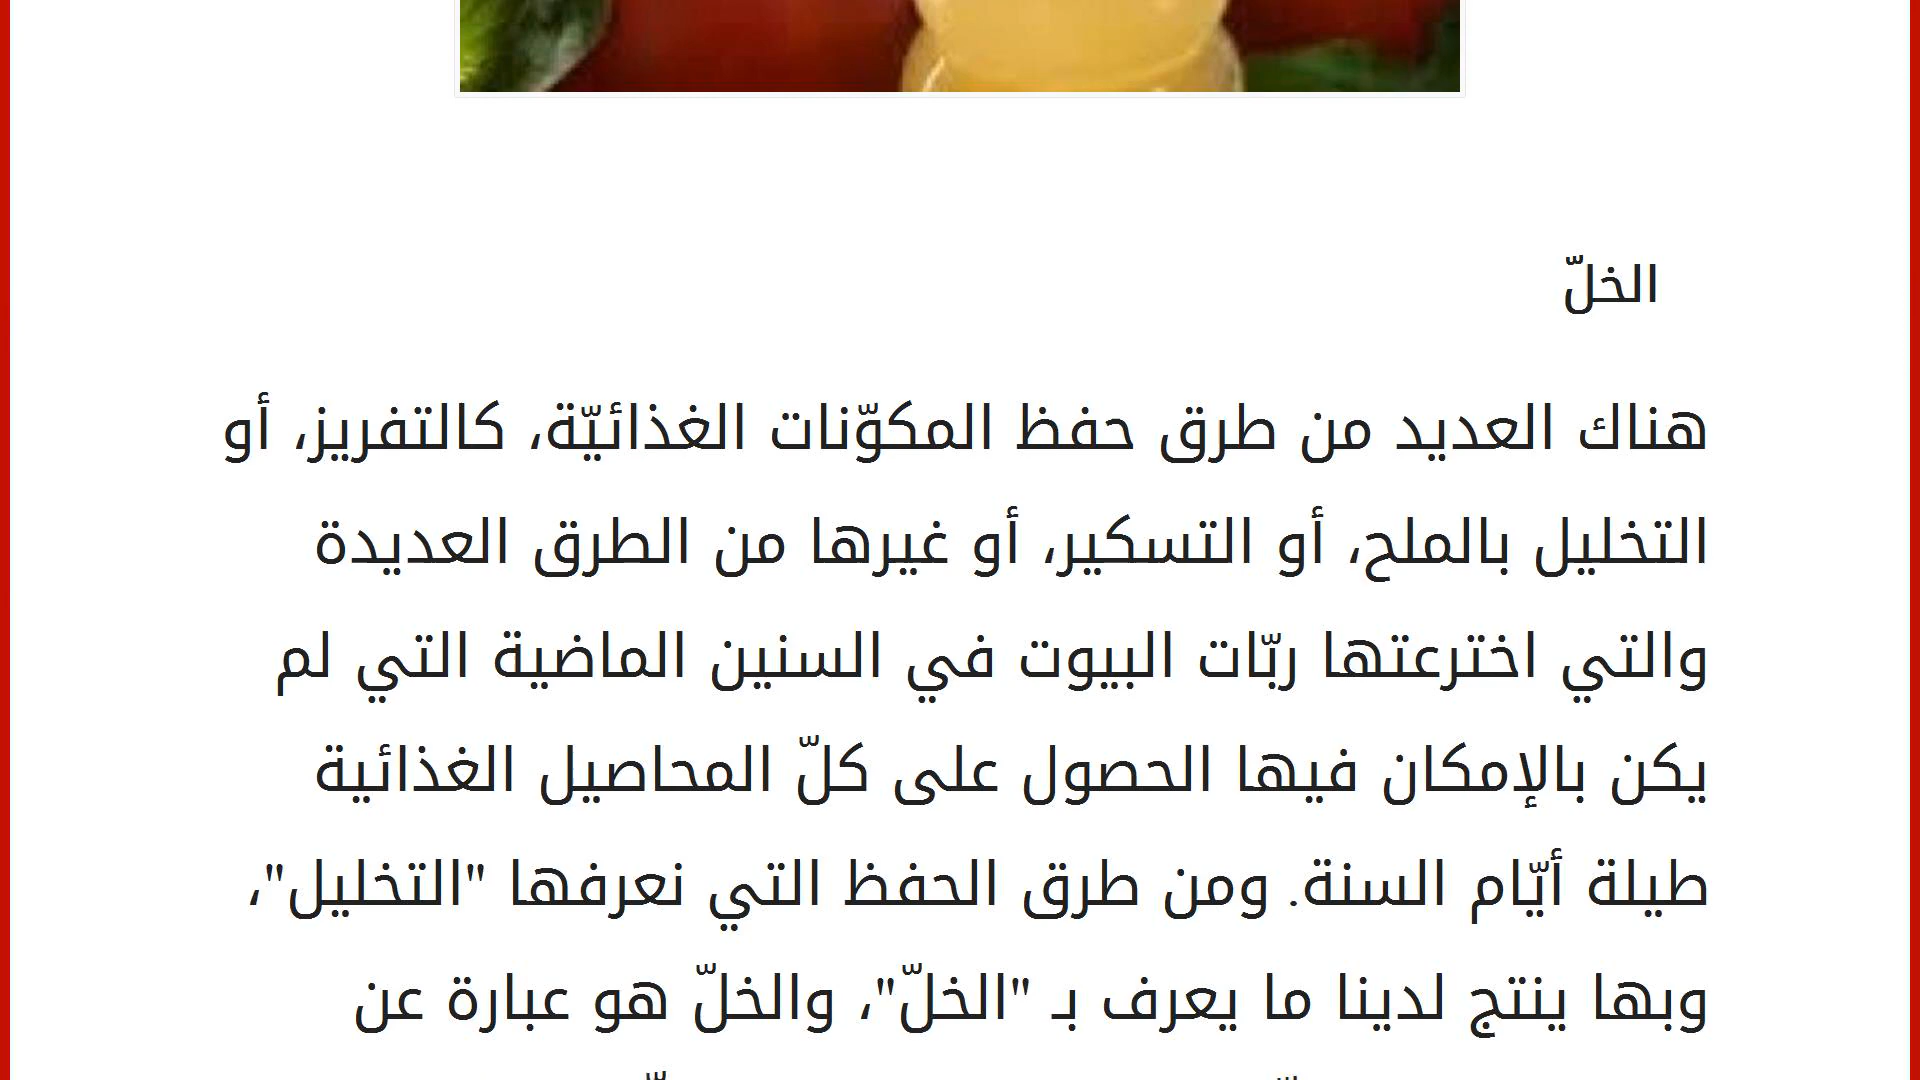 الخلّ
هناك العديد من طرق حفظ المكوّنات الغذائيّة، كالتفريز، أو
التخليل بالملح، أو التسكير، أو غيرها من الطرق العديدة
والتي اخترعتها ربّات البيوت في السنين الماضية التي لم
يكن بالإمكان فيها الحصول على كلّ المحاصيل الغذائية
طيلة أيّام السنة. ومن طرق الحفظ التي نعرفها "التخليل"،
وبها ينتج لدينا ما يعرف بـ "الخلّ"، والخلّ هو عبارة عن